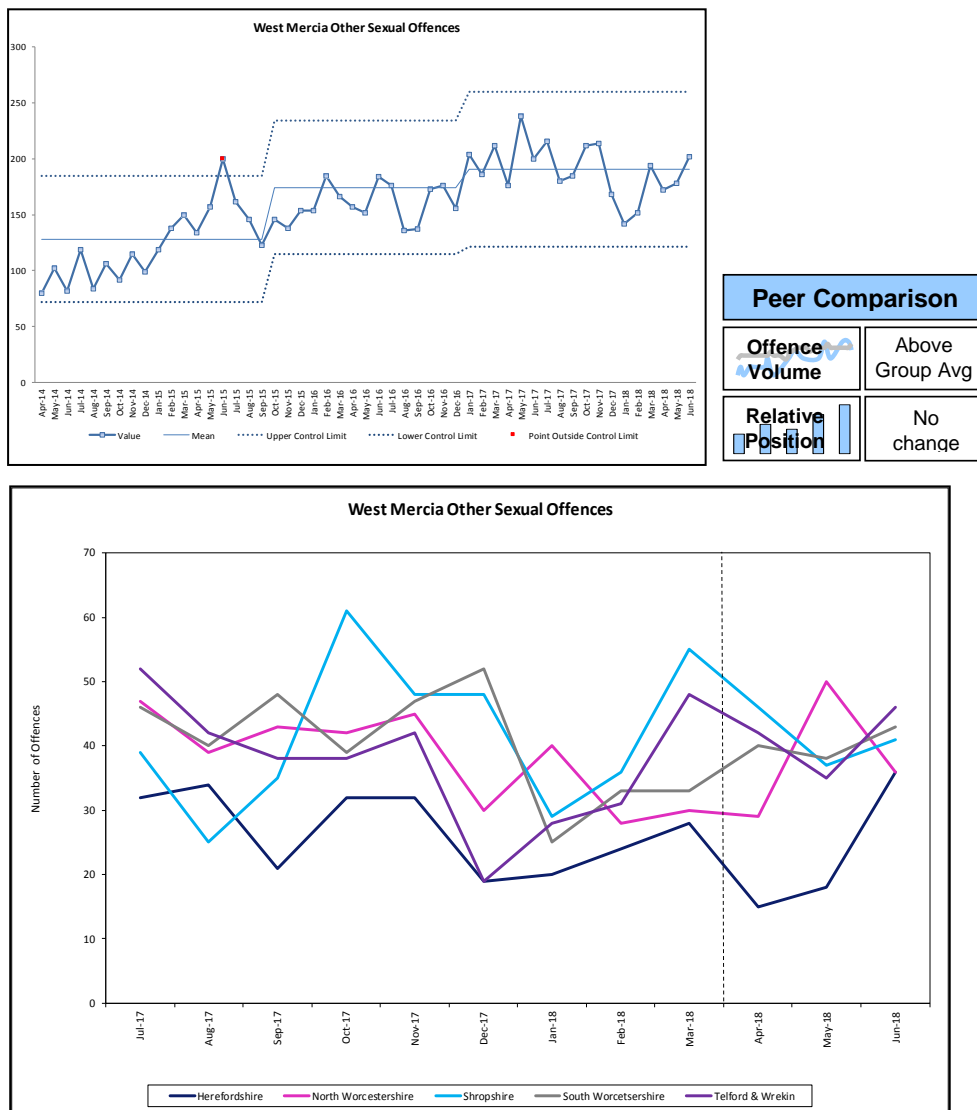 West Mercia Other Sexual Offences
300
250
200
150
100
50
0
Apr-14 May-14 Jun-14 Jul-14 Aug-14 Sep-14 Oct-14 Nov-14 Dec-14 Jan-15 Feb-15 Mar-15 Apr-15 May-15 Jun-15 Jul-15 Aug-15 Sep-15 Oct-15 Nov-15 Dec-15 Jan-16 Feb-16 Mar-16 Apr-16 May-16 Jun-16 Jul-16 Aug-16 Sep-16 Oct-16 Nov-16 Dec-16 Jan-17 Feb-17 Mar-17 Apr-17 May-17 Jun-17 Jul-17 Aug-17 Sep-17 Oct-17 Nov-17 Dec-17 Jan-18 Feb-18 Mar-18 Apr-18 May-18 Jun-18
Value Mean Upper Control Limit Lower Control Limit Point Outside Control Limit
Peer Comparison
Offence
Volume
Above
Group Avg
Relative
Position
No
change
West Mercia Other Sexual Offences
Number of Offences
70
60
50
40
30
20
10
0
Jul-17 Aug-17 Sep-17 Oct-17 Nov-17 Dec-17 Jan-18 Feb-18 Mar-18 Apr-18 May-18 Jun-18
Herefordshire North Worcestershire Shropshire South Worcetsershire Telford & Wrekin